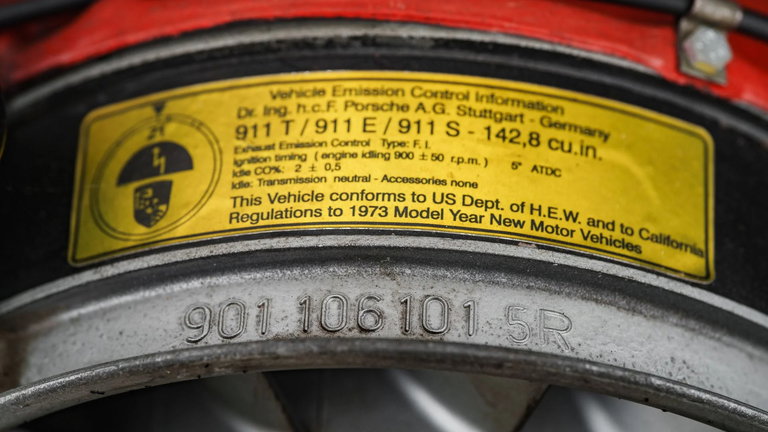 Vehicle Emission Control Information
Dr. Ing. h.c.F. Porsche A.G. Stuttgart - Germany
911 T / 911 E / 911 S - 142,8 cu.in.
Exhaust Emission Control Type: F. I.
Ignition timing ( engine idling 900 ± 50 r.p.m. ) 5° ATDC
Idle CO%: 2 ± 0,5
Idle: Transmission neutral - Accessories none
This Vehicle conforms to US Dept. of H.E.W. and to California
Regulations to 1973 Model Year New Motor Vehicles
901 106 101 5R